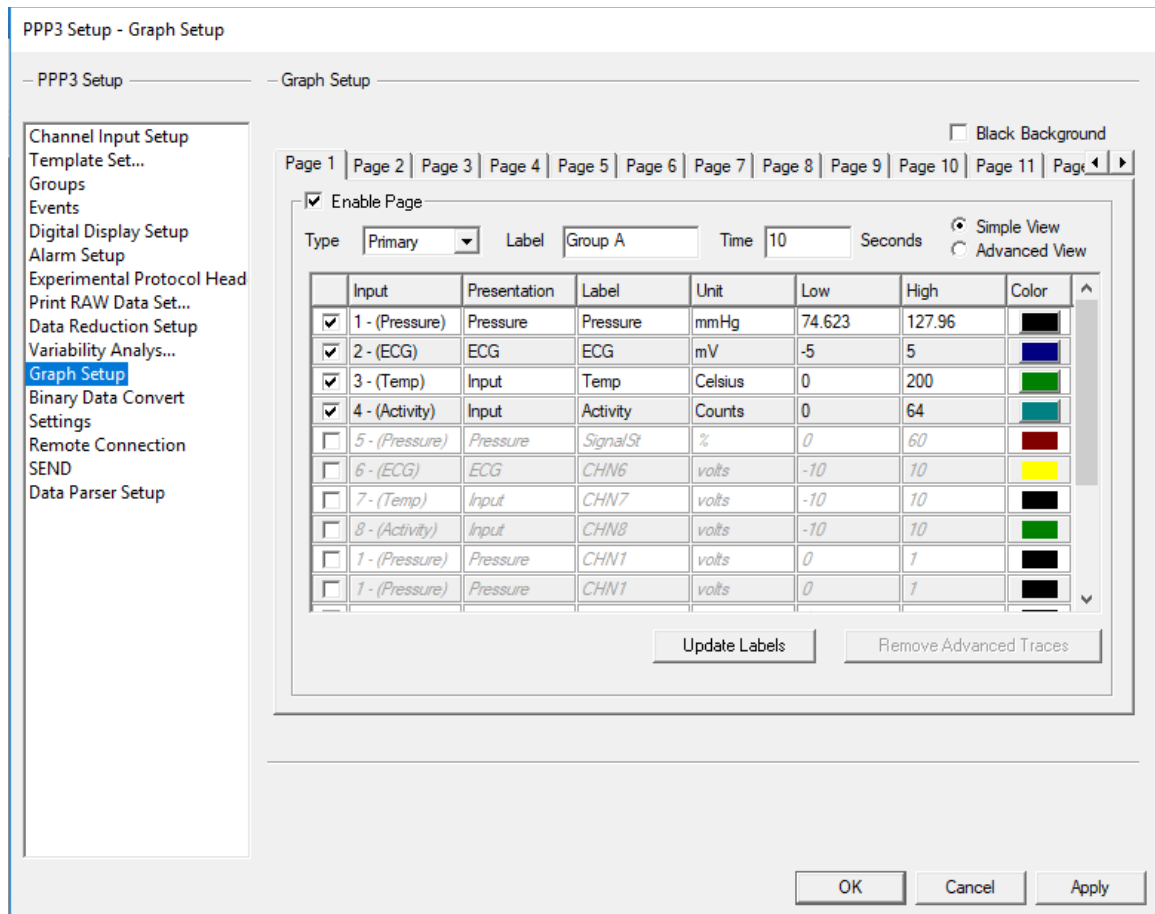 PPP3 Setup - Graph Setup
PPP3 Setup
Channel Input Setup
Template Set...
Groups
Events
Digital Display Setup
Alarm Setup
Experimental Protocol Head
Print RAW Data Set...
Data Reduction Setup
Variability Analys...
Graph Setup
Binary Data Convert
Settings
Remote Connection
SEND
Data Parser Setup
Graph Setup
Black Background
Page 1 Page 2 Page 3 Page 4 Page 5 Page 6 Page 7 Page 8 Page 9 Page 10 Page 11 Page
Enable Page
Type Primary Label Group A Time 10 Seconds
Simple View
Advanced View
Input Presentation Label Unit Low High Color
1 - (Pressure) Pressure Pressure mmHg 74.623 127.96
2 - (ECG) ECG ECG mV -5 5
3 - (Temp) Input Temp Celsius 0 200
4 - (Activity) Input Activity Counts 0 64
5 - (Pressure) Pressure SignalSt % 0 60
6 - (ECG) ECG CHN6 volts -10 10
7 - (Temp) Input CHN7 volts -10 10
8 - (Activity) Input CHN8 volts -10 10
1 - (Pressure) Pressure CHN1 volts 0 1
1 - (Pressure) Pressure CHN1 volts 0 1
Update Labels Remove Advanced Traces
OK Cancel Apply